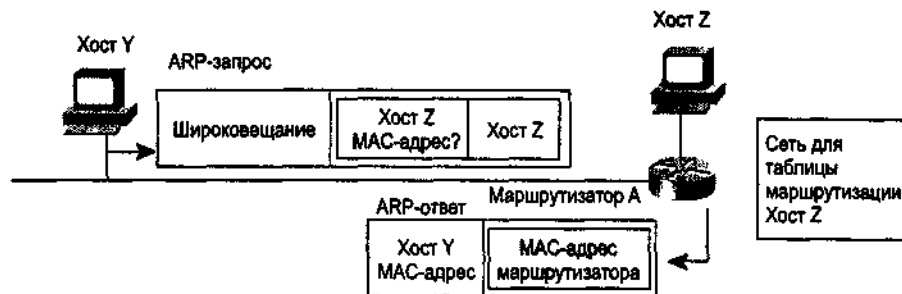 Хост Y
Хост Z
ARP-запрос
Широковещание
Хост Z
MAC-адрес?
Хост Z
Маршрутизатор А
Сеть для
таблицы
маршрутизации
Хост Z
ARP-ответ
Хост Y
MAC-адрес
MAC-адрес
маршрутизатора